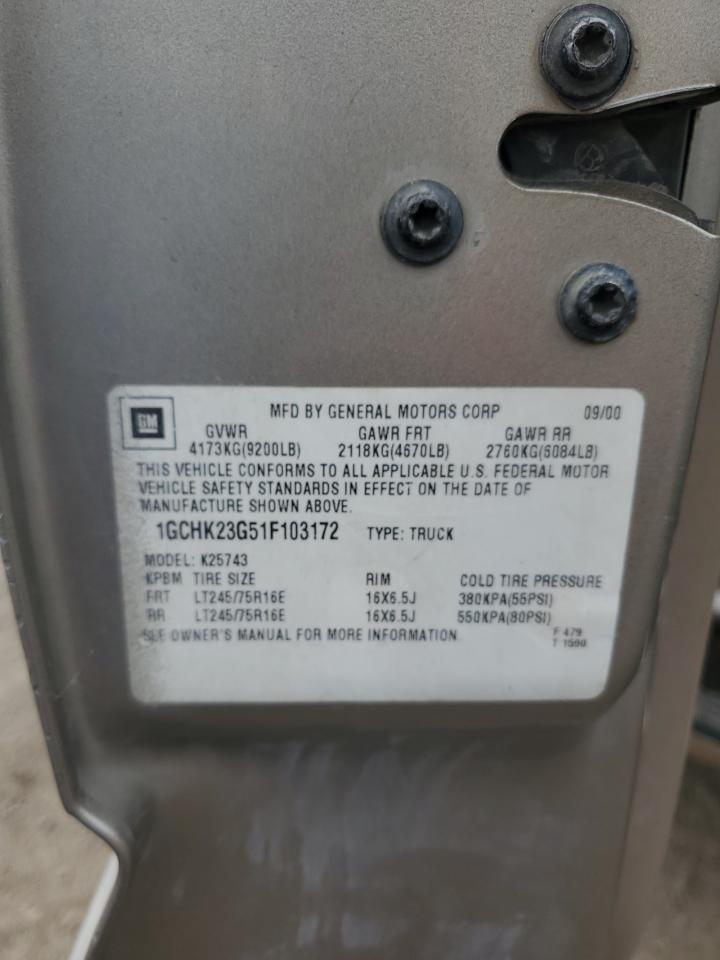 GM
MFD BY GENERAL MOTORS CORP 09/00
GVWR GAWR FRT GAWR RR
4173KG(9200LB) 2118KG(4670LB) 2760KG(6084LB)
THIS VEHICLE CONFORMS TO ALL APPLICABLE U.S. FEDERAL MOTOR
VEHICLE SAFETY STANDARDS IN EFFECT ON THE DATE OF
MANUFACTURE SHOWN ABOVE.
1GCHK23G51F103172 TYPE: TRUCK
MODEL: K25743
KPBM TIRE SIZE RIM COLD TIRE PRESSURE
FRT LT245/75R16E 16X6.5J 380KPA(55PSI)
RR LT245/75R16E 16X6.5J 550KPA(80PSI)
SEE OWNER'S MANUAL FOR MORE INFORMATION.
F 479